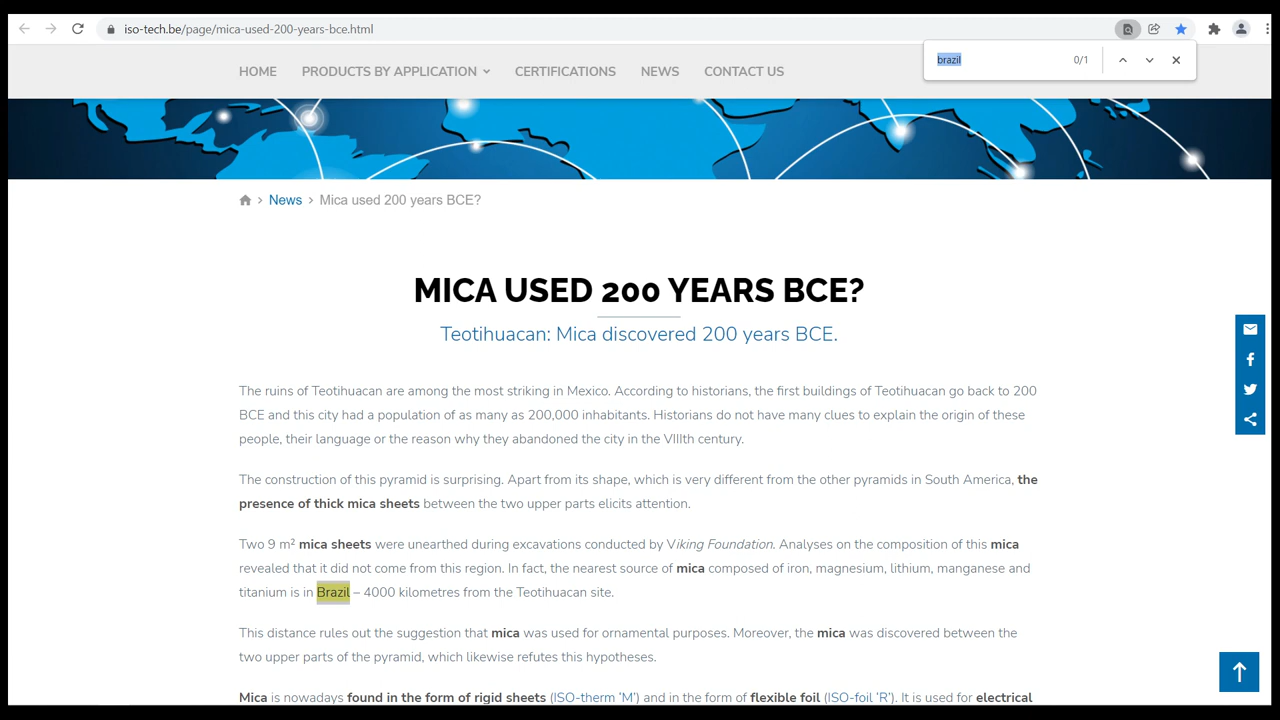 iso-tech.be/page/mica-used-200-years-bce.html
brazil 0/1
HOME PRODUCTS BY APPLICATION CERTIFICATIONS NEWS CONTACT US
News > Mica used 200 years BCE?
MICA USED 200 YEARS BCE?
Teotihuacan: Mica discovered 200 years BCE.
The ruins of Teotihuacan are among the most striking in Mexico. According to historians, the first buildings of Teotihuacan go back to 200
BCE and this city had a population of as many as 200,000 inhabitants. Historians do not have many clues to explain the origin of these
people, their language or the reason why they abandoned the city in the VIIIth century.
The construction of this pyramid is surprising. Apart from its shape, which is very different from the other pyramids in South America, the
presence of thick mica sheets between the two upper parts elicits attention.
Two 9 m² mica sheets were unearthed during excavations conducted by Viking Foundation. Analyses on the composition of this mica
revealed that it did not come from this region. In fact, the nearest source of mica composed of iron, magnesium, lithium, manganese and
titanium is in Brazil – 4000 kilometres from the Teotihuacan site.
This distance rules out the suggestion that mica was used for ornamental purposes. Moreover, the mica was discovered between the
two upper parts of the pyramid, which likewise refutes this hypotheses.
Mica is nowadays found in the form of rigid sheets (ISO-therm 'M') and in the form of flexible foil (ISO-foil 'R'). It is used for electrical